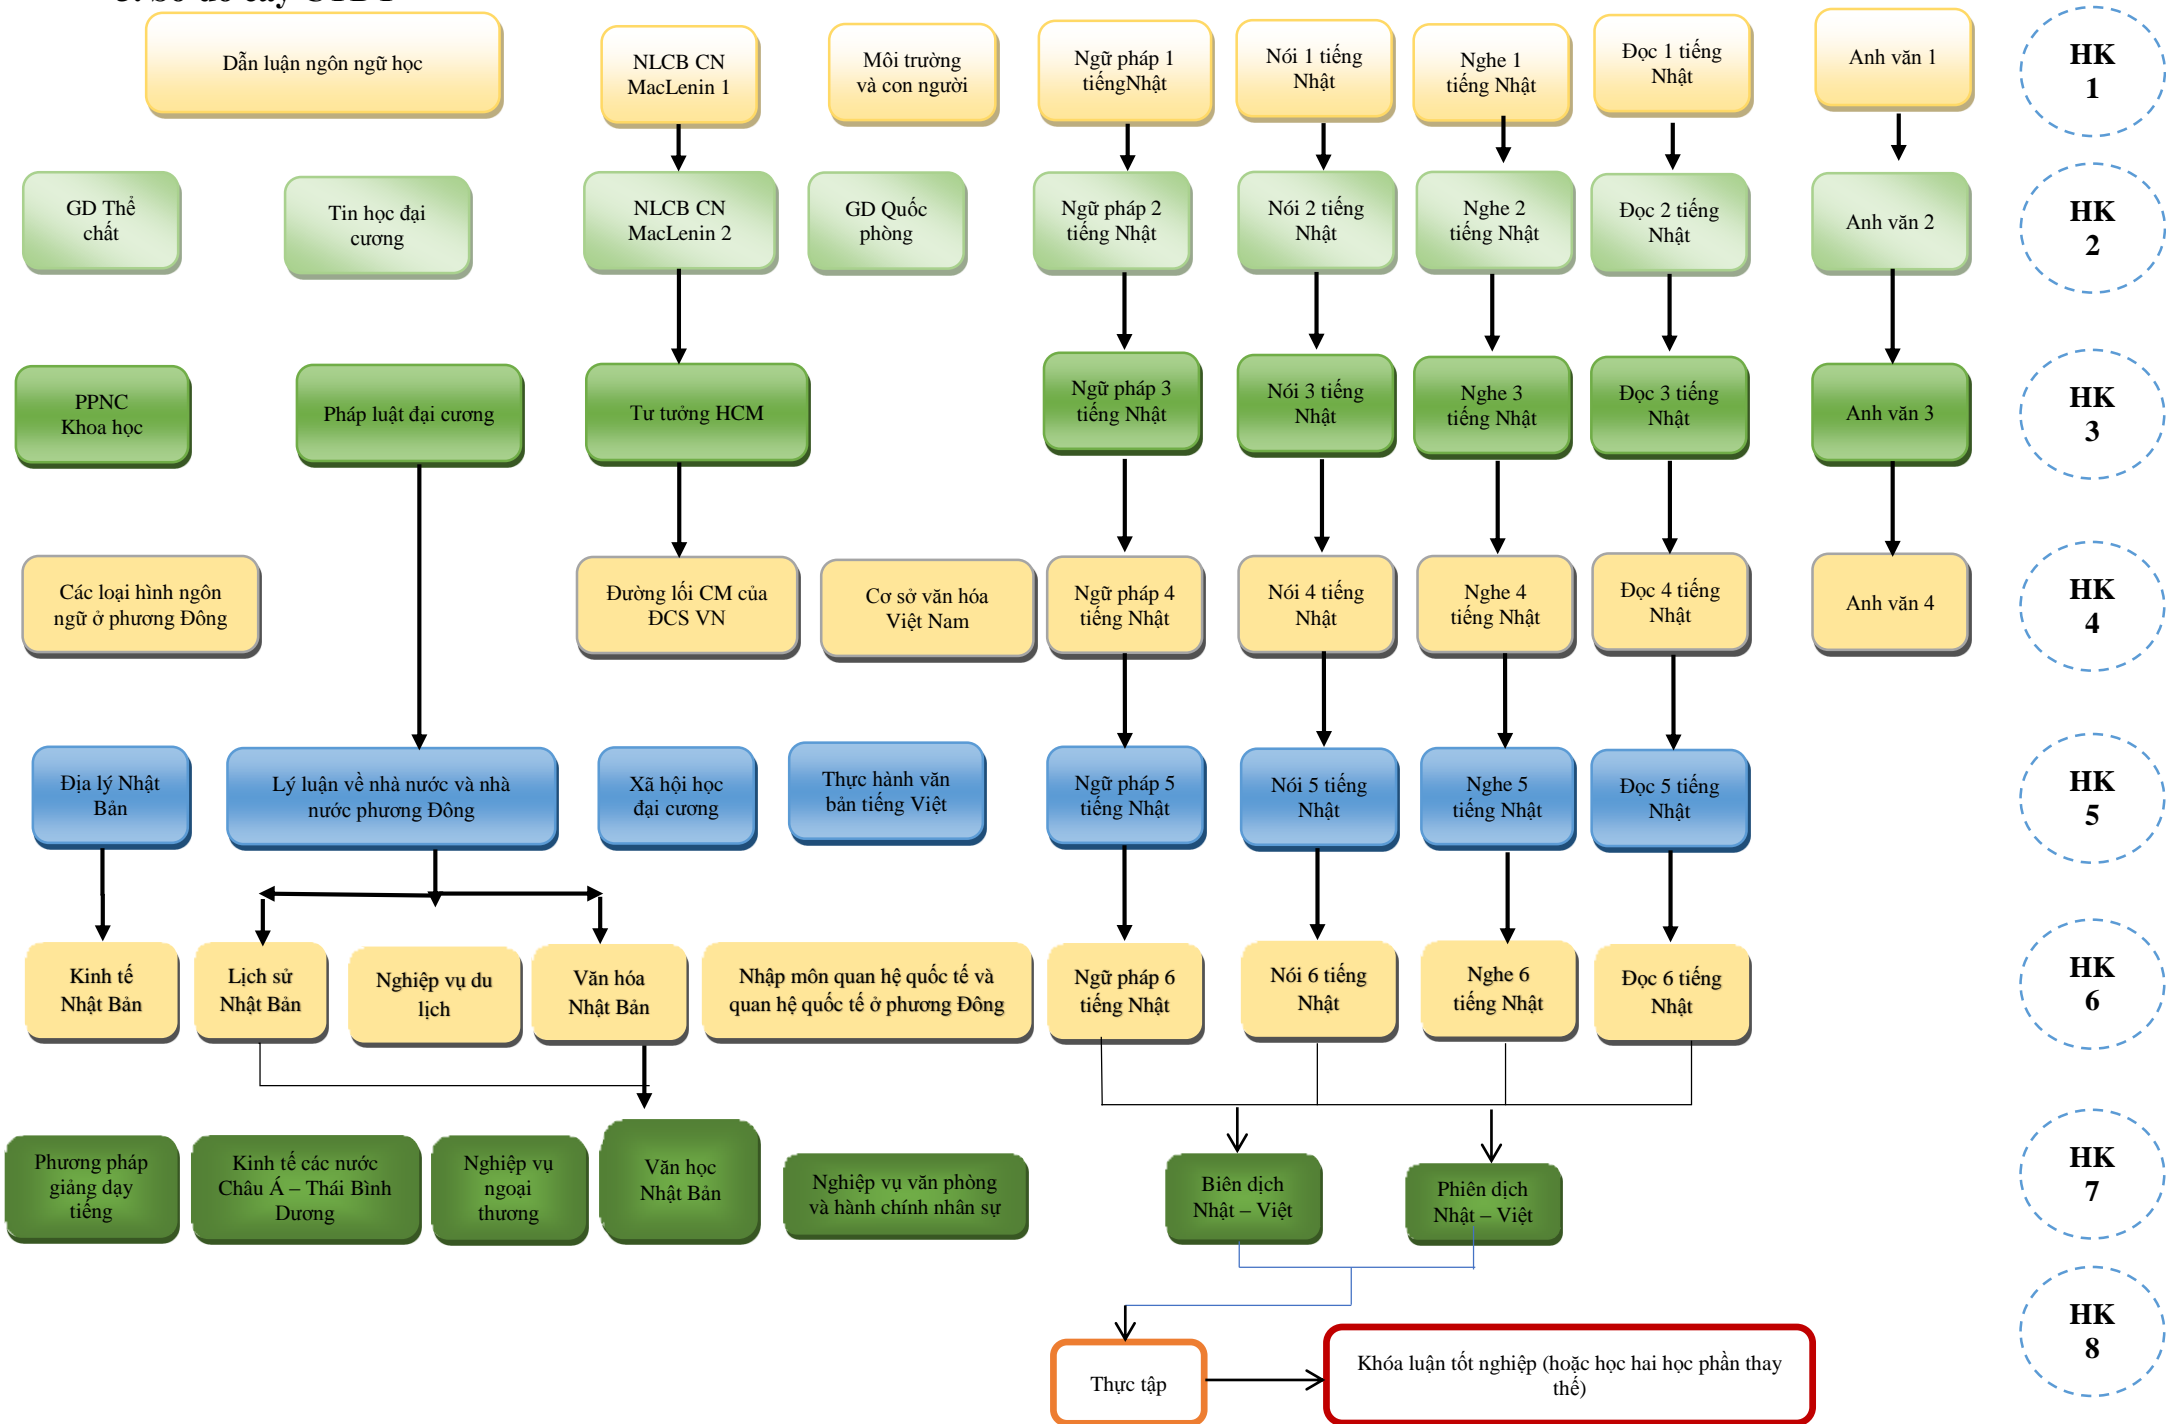 3. Sơ đồ cây CTĐT
Dẫn luận ngôn ngữ học
NLCB CN
MacLenin 1
Môi trường
và con người
Ngữ pháp 1
tiếngNhật
Nói 1 tiếng
Nhật
Nghe 1
tiếng Nhật
Đọc 1 tiếng
Nhật
Anh văn 1
HK
1
GD Thể
chất
Tin học đại
cương
NLCB CN
MacLenin 2
GD Quốc
phòng
Ngữ pháp 2
tiếng Nhật
Nói 2 tiếng
Nhật
Nghe 2
tiếng Nhật
Đọc 2 tiếng
Nhật
Anh văn 2
HK
2
PPNC
Khoa học
Pháp luật đại cương
Tư tưởng HCM
Ngữ pháp 3
tiếng Nhật
Nói 3 tiếng
Nhật
Nghe 3
tiếng Nhật
Đọc 3 tiếng
Nhật
Anh văn 3
HK
3
Các loại hình ngôn
ngữ ở phương Đông
Đường lối CM của
ĐCS VN
Cơ sở văn hóa
Việt Nam
Ngữ pháp 4
tiếng Nhật
Nói 4 tiếng
Nhật
Nghe 4
tiếng Nhật
Đọc 4 tiếng
Nhật
Anh văn 4
HK
4
Địa lý Nhật
Bản
Lý luận về nhà nước và nhà
nước phương Đông
Xã hội học
đại cương
Thực hành văn
bản tiếng Việt
Ngữ pháp 5
tiếng Nhật
Nói 5 tiếng
Nhật
Nghe 5
tiếng Nhật
Đọc 5 tiếng
Nhật
HK
5
Kinh tế
Nhật Bản
Lịch sử
Nhật Bản
Nghiệp vụ du
lịch
Văn hóa
Nhật Bản
Nhập môn quan hệ quốc tế và
quan hệ quốc tế ở phương Đông
Ngữ pháp 6
tiếng Nhật
Nói 6 tiếng
Nhật
Nghe 6
tiếng Nhật
Đọc 6 tiếng
Nhật
HK
6
Phương pháp
giảng dạy
tiếng
Kinh tế các nước
Châu Á – Thái Bình
Dương
Nghiệp vụ
ngoại
thương
Văn học
Nhật Bản
Nghiệp vụ văn phòng
và hành chính nhân sự
Biên dịch
Nhật – Việt
Phiên dịch
Nhật – Việt
HK
7
Thực tập
Khóa luận tốt nghiệp (hoặc học hai học phần thay
thế)
HK
8